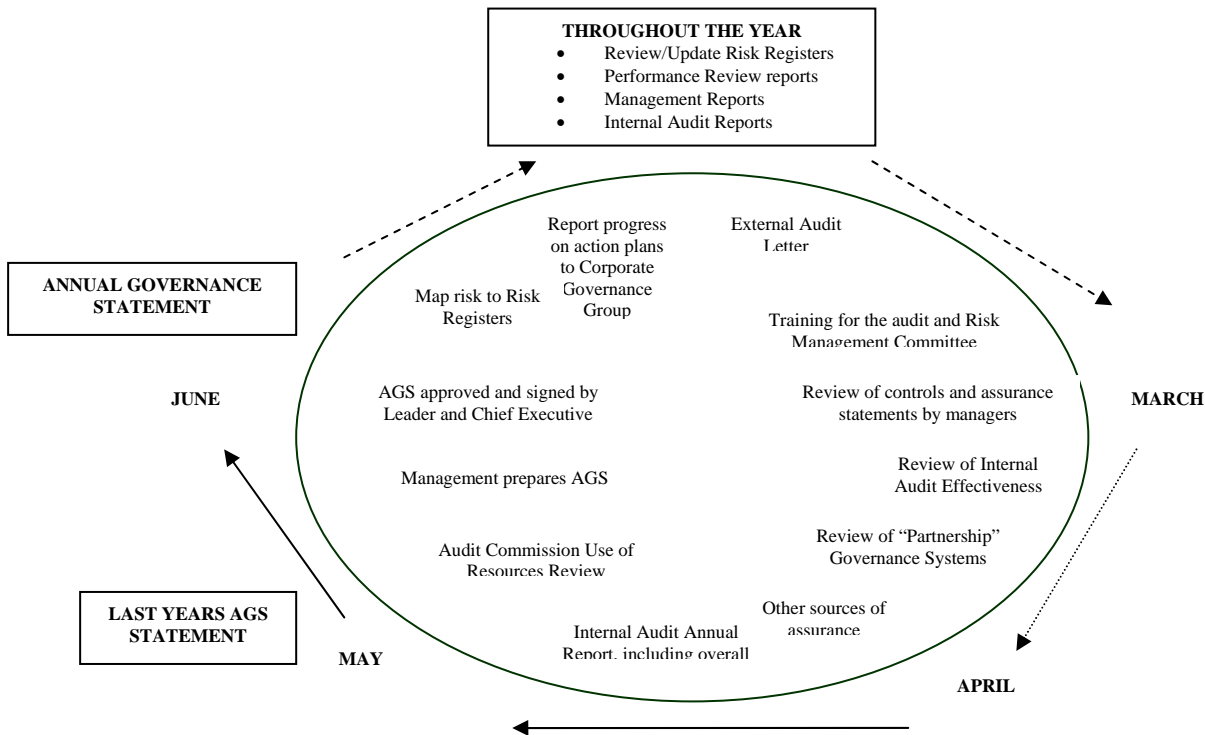 THROUGHOUT THE YEAR
• Review/Update Risk Registers
• Performance Review reports
• Management Reports
• Internal Audit Reports
Report progress
on action plans
to Corporate
Governance
Group
External Audit
Letter
ANNUAL GOVERNANCE
STATEMENT
Map risk to Risk
Registers
Training for the audit and Risk
Management Committee
JUNE
AGS approved and signed by
Leader and Chief Executive
Review of controls and assurance
statements by managers
MARCH
Management prepares AGS
Review of Internal
Audit Effectiveness
Audit Commission Use of
Resources Review
Review of “Partnership”
Governance Systems
LAST YEARS AGS
STATEMENT
Other sources of
assurance
Internal Audit Annual
Report, including overall
MAY
APRIL